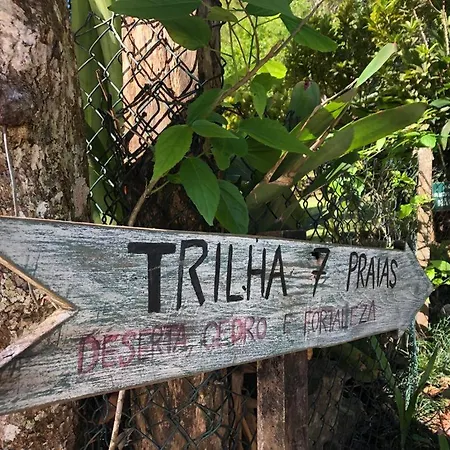 TRILHA 7 PRAIAS
DESERTA, CEDRO E FORTALEZA